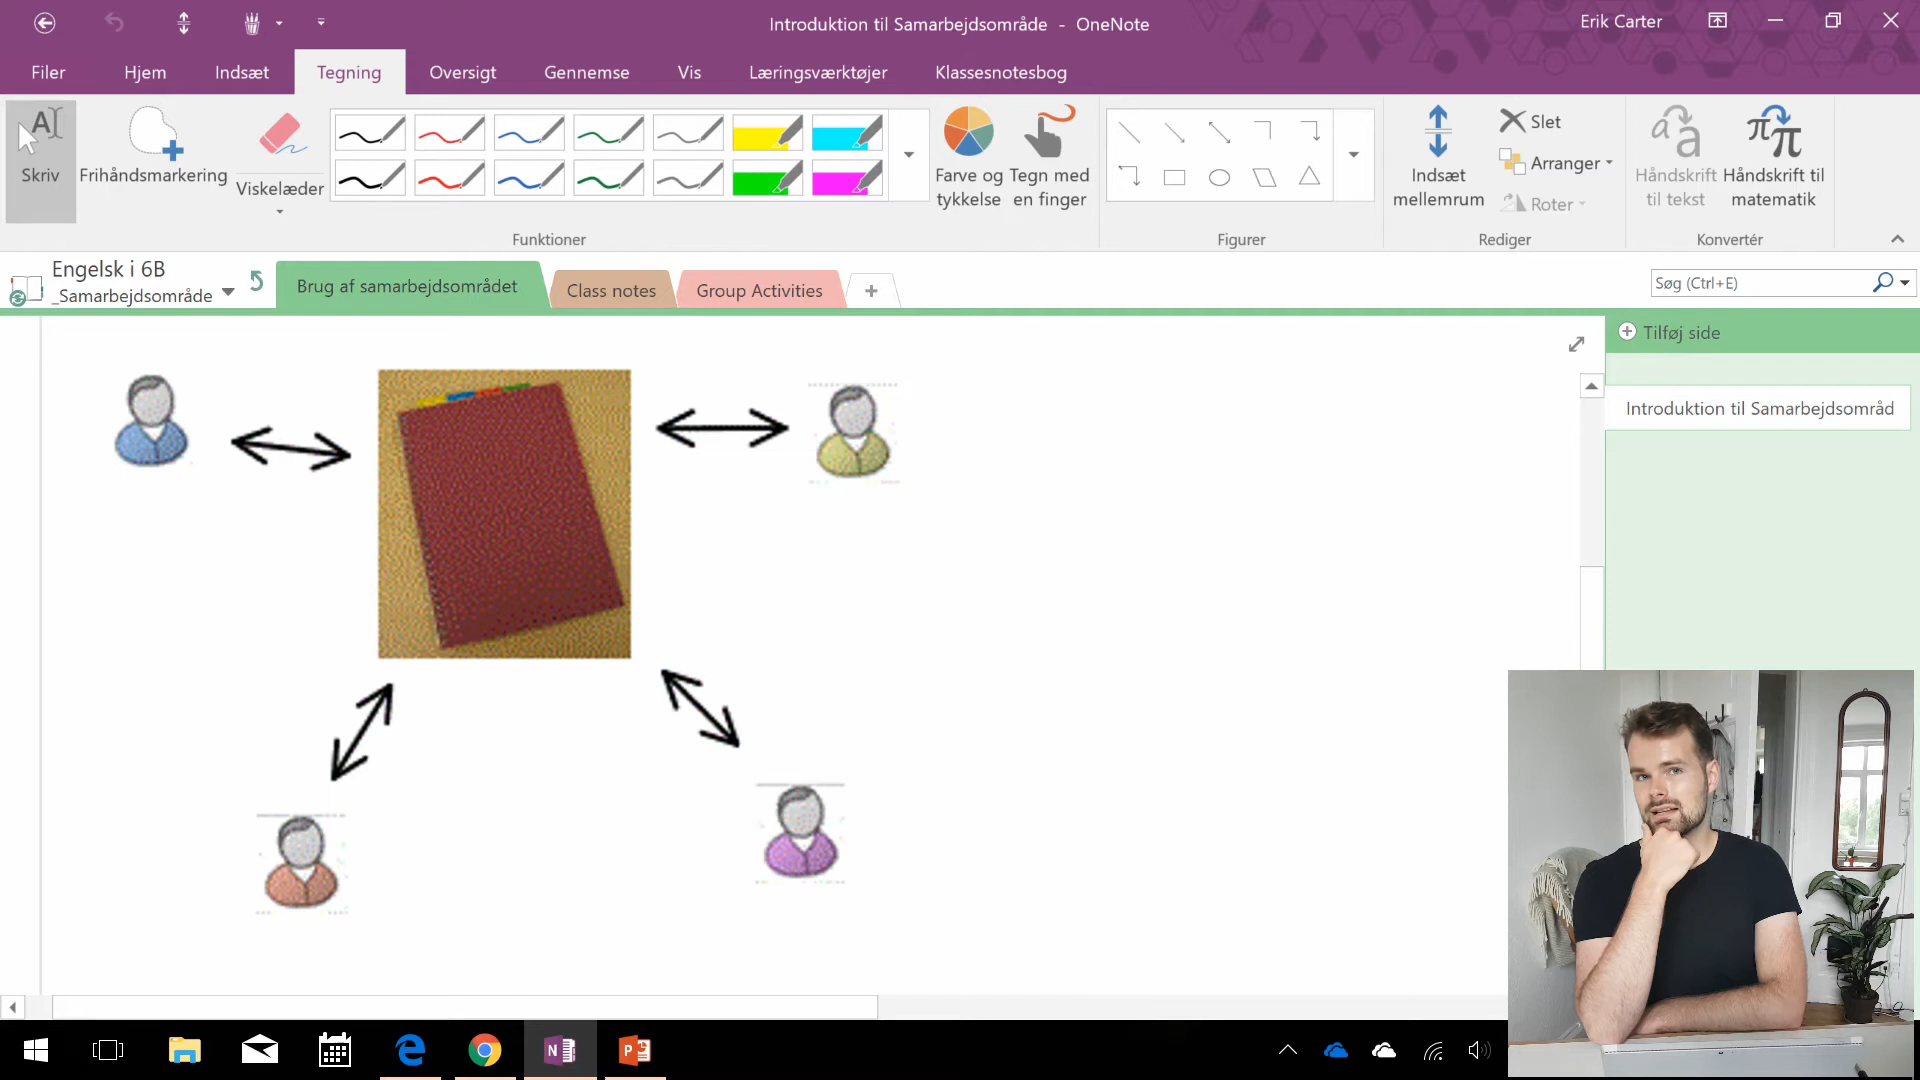 Introduktion til Samarbejdsområde - OneNote
Erik Carter
Filer Hjem Indsæt Tegning Oversigt Gennemse Vis Læringsværktøjer Klassesnotesbog
Skriv
Frihåndsmarkering
Viskelæder
Farve og
tykkelse
Tegn med
en finger
Indsæt
mellemrum
Slet
Arranger
Roter
Håndskrift
til tekst
Håndskrift til
matematik
Funktioner
Figurer
Rediger
Konvertér
Engelsk i 6B
_Samarbejdsområde
Brug af samarbejdsområdet
Class notes
Group Activities
Søg (Ctrl+E)
Tilføj side
Introduktion til Samarbejdsområd